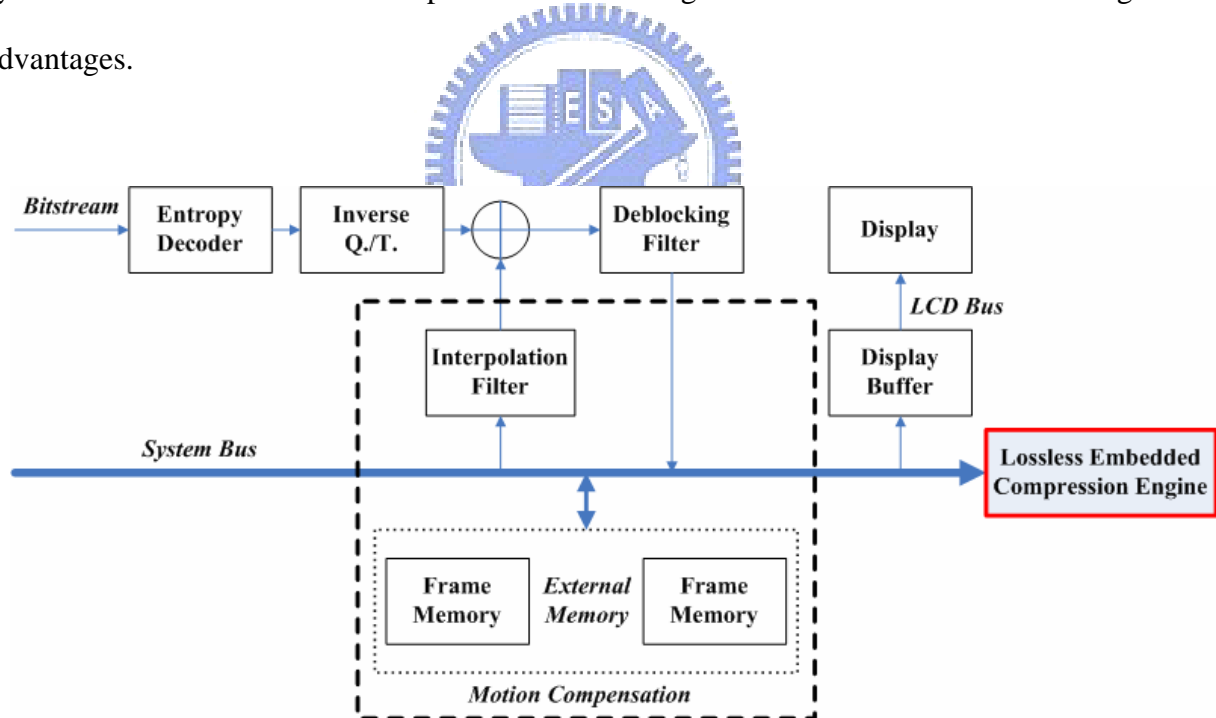 dvantages.
E S A
Bitstream
Entropy
Decoder
Inverse
Q./T.
Deblocking
Filter
Display
LCD Bus
Interpolation
Filter
Display
Buffer
System Bus
Lossless Embedded
Compression Engine
Frame
Memory
External
Memory
Frame
Memory
Motion Compensation